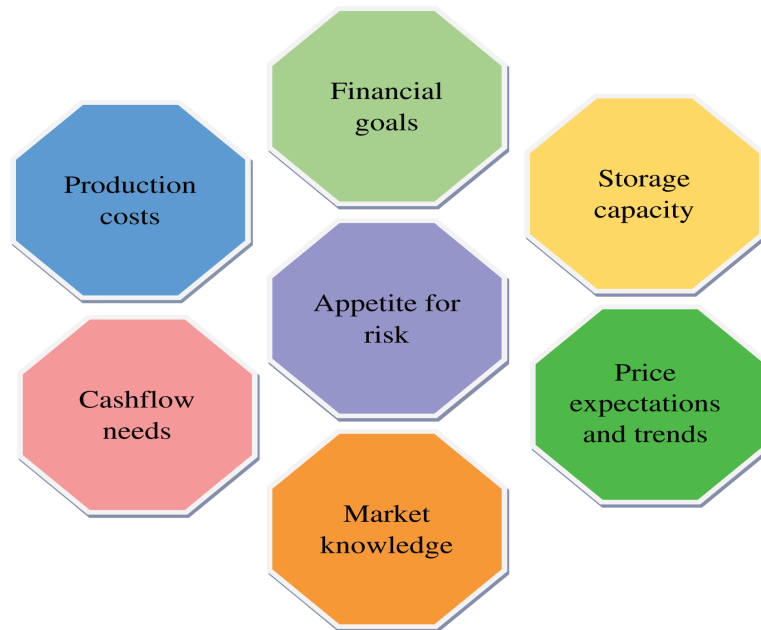 Financial
goals
Production
costs
Storage
capacity
Appetite for
risk
Cashflow
needs
Price
expectations
and trends
Market
knowledge